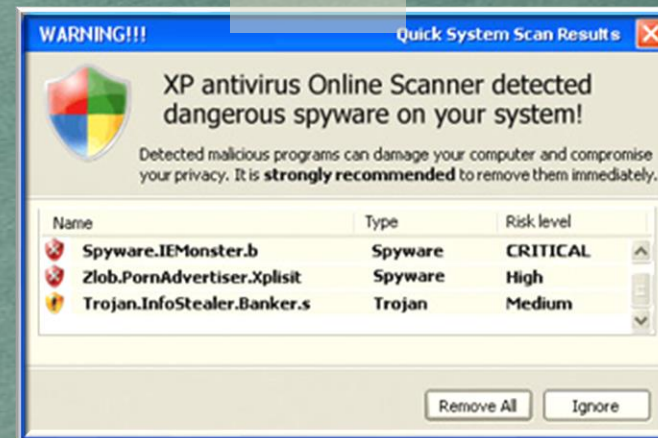 WARNING!!! Quick System Scan Results
XP antivirus Online Scanner detected
dangerous spyware on your system!
Detected malicious programs can damage your computer and compromise
your privacy. It is strongly recommended to remove them immediately.
Name Type Risk level
Spyware.IEMonster.b Spyware CRITICAL
Zlob.PornAdvertiser.Xplisit Spyware High
Trojan.InfoStealer.Banker.s Trojan Medium
Remove All Ignore